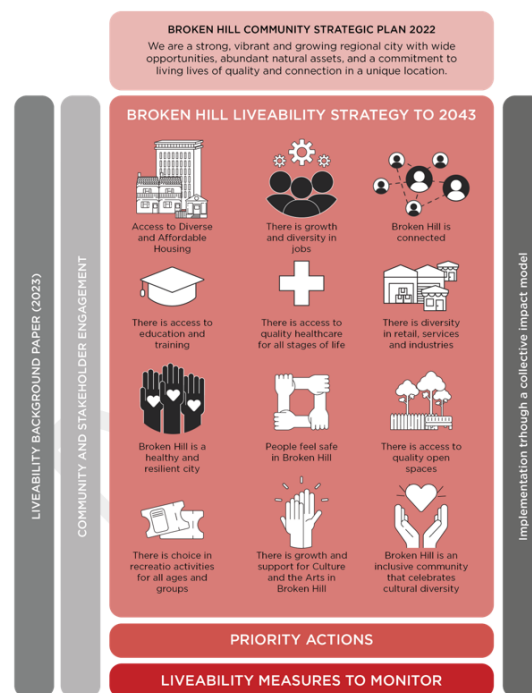 BROKEN HILL COMMUNITY STRATEGIC PLAN 2022
We are a strong, vibrant and growing regional city with wide
opportunities, abundant natural assets, and a commitment to
living lives of quality and connection in a unique location.
LIVEABILITY BACKGROUND PAPER (2023)
COMMUNITY AND STAKEHOLDER ENGAGEMENT
BROKEN HILL LIVEABILITY STRATEGY TO 2043
Access to Diverse
and Affordable
Housing
There is growth
and diversity in
jobs
Broken Hill is
connected
There is access to
education and
training
There is access to
quality healthcare
for all stages of life
There is diversity
in retail, services
and industries
Broken Hill is a
healthy and
resilient city
People feel safe
in Broken Hill
There is access to
quality open
spaces
There is choice in
recreatio activities
for all ages and
groups
There is growth and
support for Culture
and the Arts in
Broken Hill
Broken Hill is an
inclusive community
that celebrates
cultural diversity
Implementation trhough a collective impact model
PRIORITY ACTIONS
LIVEABILITY MEASURES TO MONITOR